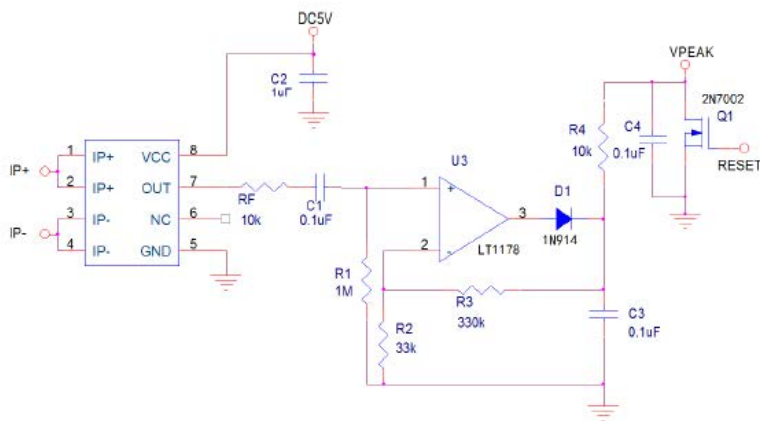 DC5V
VPEAK
C2
1uF
2N7002
Q1
R4
10k
C4
0.1uF
RESET
U3
1 IP+ VCC 8
IP+
2 IP+ OUT 7
RF
10k
C1
0.1uF
1 +
D1
3
1N914
3 IP- NC 6
IP-
4 IP- GND 5
2 -
LT1178
R1
1M
R3
330k
R2
33k
C3
0.1uF